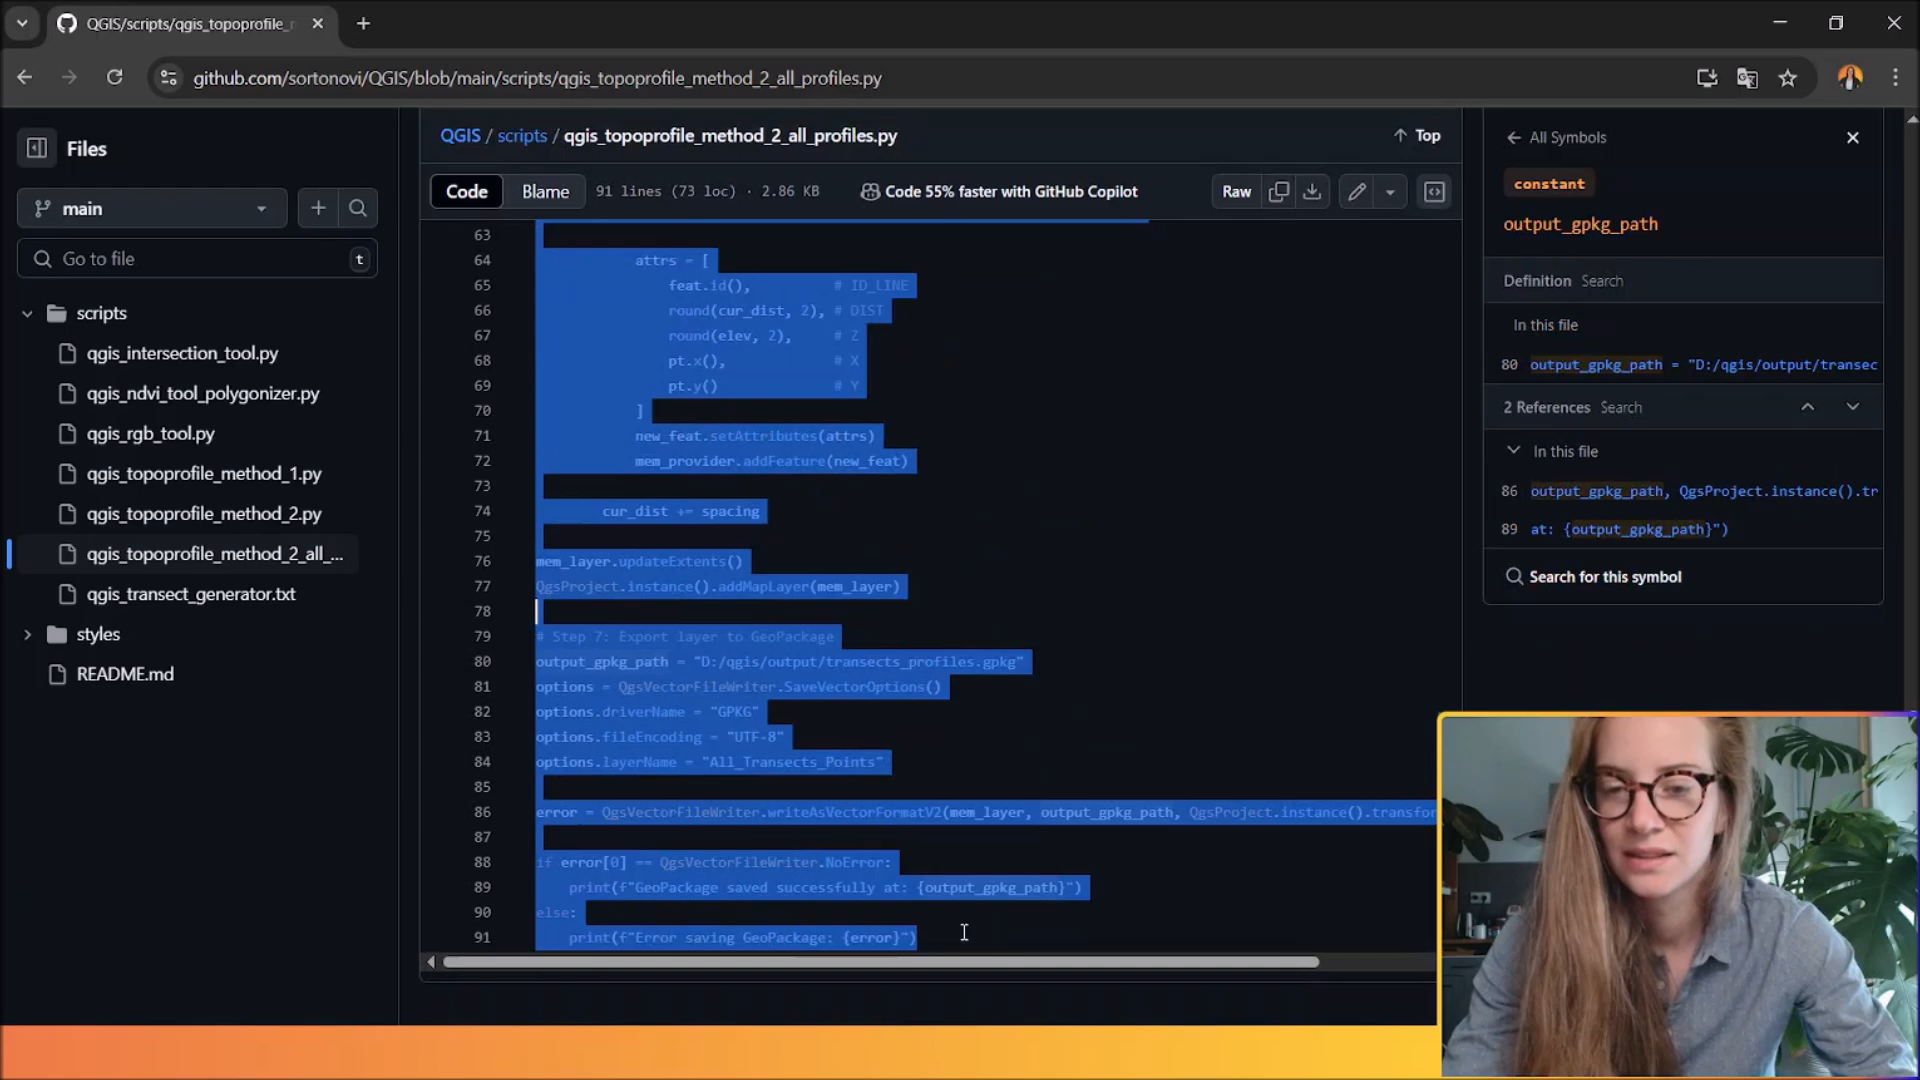 QGIS/scripts/qgis_topoprofile_n
github.com/sortonovi/QGIS/blob/main/scripts/qgis_topoprofile_method_2_all_profiles.py
Files
main
Go to file
t
scripts
qgis_intersection_tool.py
qgis_ndvi_tool_polygonizer.py
qgis_rgb_tool.py
qgis_topoprofile_method_1.py
qgis_topoprofile_method_2.py
qgis_topoprofile_method_2_all_...
qgis_transect_generator.txt
styles
README.md
QGIS / scripts / qgis_topoprofile_method_2_all_profiles.py
Top
Code Blame 91 lines (73 loc) · 2.86 KB Code 55% faster with GitHub Copilot Raw
63
64 attrs = [
65 feat.id(), # ID_LINE
66 round(cur_dist, 2), # DIST
67 round(elev, 2), # Z
68 pt.x(), # X
69 pt.y() # Y
70 ]
71 new_feat.setAttributes(attrs)
72 mem_provider.addFeature(new_feat)
73
74 cur_dist += spacing
75
76 mem_layer.updateExtents()
77 QgsProject.instance().addMapLayer(mem_layer)
78
79 # Step 7: Export layer to GeoPackage
80 output_gpkg_path = "D:/qgis/output/transects_profiles.gpkg"
81 options = QgsVectorFileWriter.SaveVectorOptions()
82 options.driverName = "GPKG"
83 options.fileEncoding = "UTF-8"
84 options.layerName = "All_Transects_Points"
85
86 error = QgsVectorFileWriter.writeAsVectorFormatV2(mem_layer, output_gpkg_path, QgsProject.instance().transfor
87
88 if error[0] == QgsVectorFileWriter.NoError:
89 print(f"GeoPackage saved successfully at: {output_gpkg_path}")
90 else:
91 print(f"Error saving GeoPackage: {error}")
All Symbols
constant
output_gpkg_path
Definition Search
In this file
80 output_gpkg_path = "D:/qgis/output/transec
2 References Search
In this file
86 output_gpkg_path, QgsProject.instance().tr
89 at: {output_gpkg_path}")
Search for this symbol